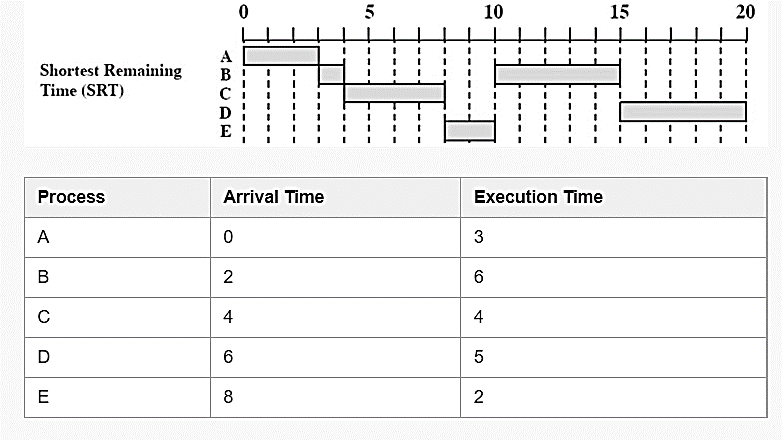 0 5 10 15 20
A
Shortest Remaining
Time (SRT)
B
C
D
E
Process Arrival Time Execution Time
A 0 3
B 2 6
C 4 4
D 6 5
E 8 2